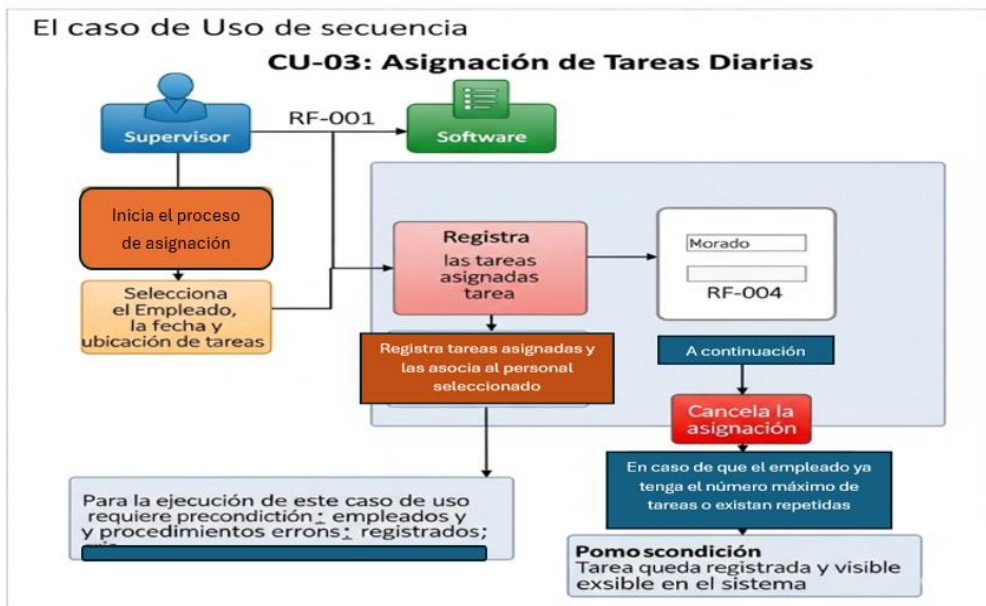 El caso de Uso de secuencia
CU-03: Asignación de Tareas Diarias
Supervisor
RF-001
Software
Inicia el proceso
de asignación
Selecciona
el Empleado,
la fecha y
ubicación de tareas
Registra
las tareas
asignadas
tarea
Morado
RF-004
Registra tareas asignadas y
las asocia al personal
seleccionado
A continuación
Cancela la
asignación
En caso de que el empleado ya
tenga el número máximo de
tareas o existan repetidas
Para la ejecución de este caso de uso
requiere precondictión: empleados y
y procedimientos errons: registrados;
Pomo scondición
Tarea queda registrada y visible
exsible en el sistema